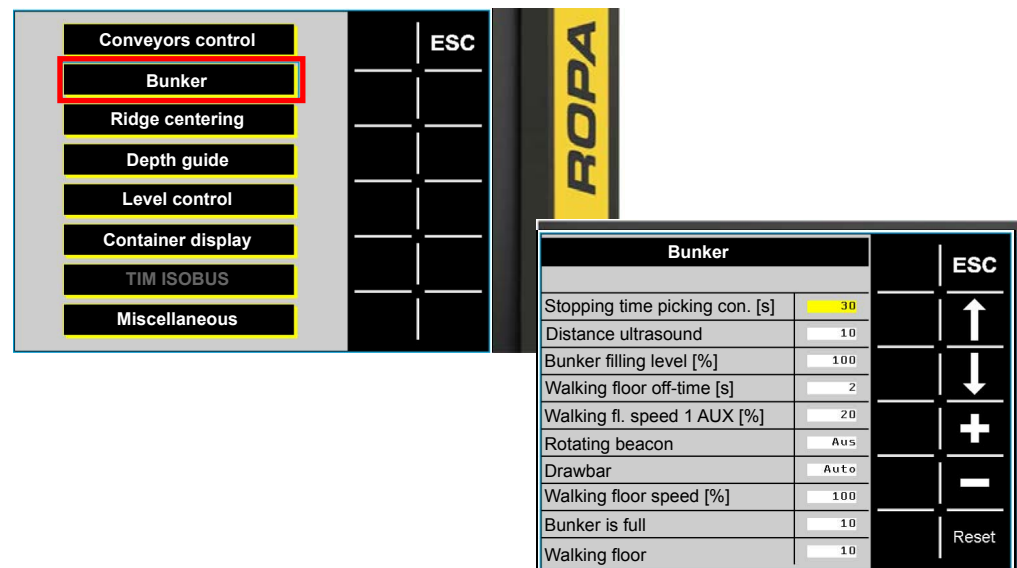 Conveyors control
ESC
Bunker
Ridge centering
Depth guide
Level control
Container display
TIM ISOBUS
Miscellaneous
ROPA
Bunker
ESC
Stopping time picking con. [s] 30
Distance ultrasound 10
Bunker filling level [%] 100
Walking floor off-time [s] 2
Walking fl. speed 1 AUX [%] 20
Rotating beacon Aus
Drawbar Auto
Walking floor speed [%] 100
Bunker is full 10
Reset
Walking floor 10